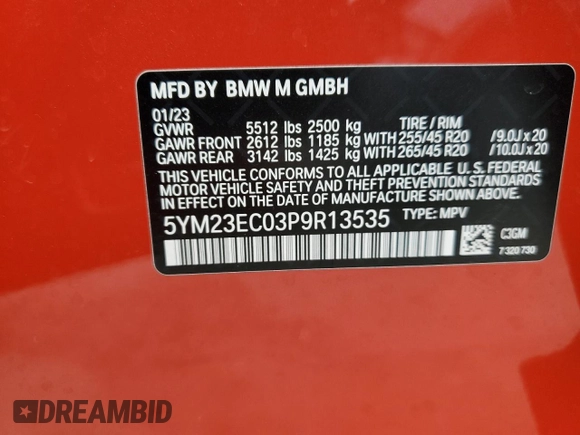 MFD BY BMW M GMBH
01/23
GVWR 5512 lbs 2500 kg TIRE / RIM
GAWR FRONT 2612 lbs 1185 kg WITH 255/45 R20 /9.0J x 20
GAWR REAR 3142 lbs 1425 kg WITH 265/45 R20 /10.0J x 20
THIS VEHICLE CONFORMS TO ALL APPLICABLE U.S. FEDERAL
MOTOR VEHICLE SAFETY AND THEFT PREVENTION STANDARDS
IN EFFECT ON THE DATE OF MANUFACTURE SHOWN ABOVE.
5YM23EC03P9R13535 TYPE: MPV
C3GM
7 320 730
DREAMBID